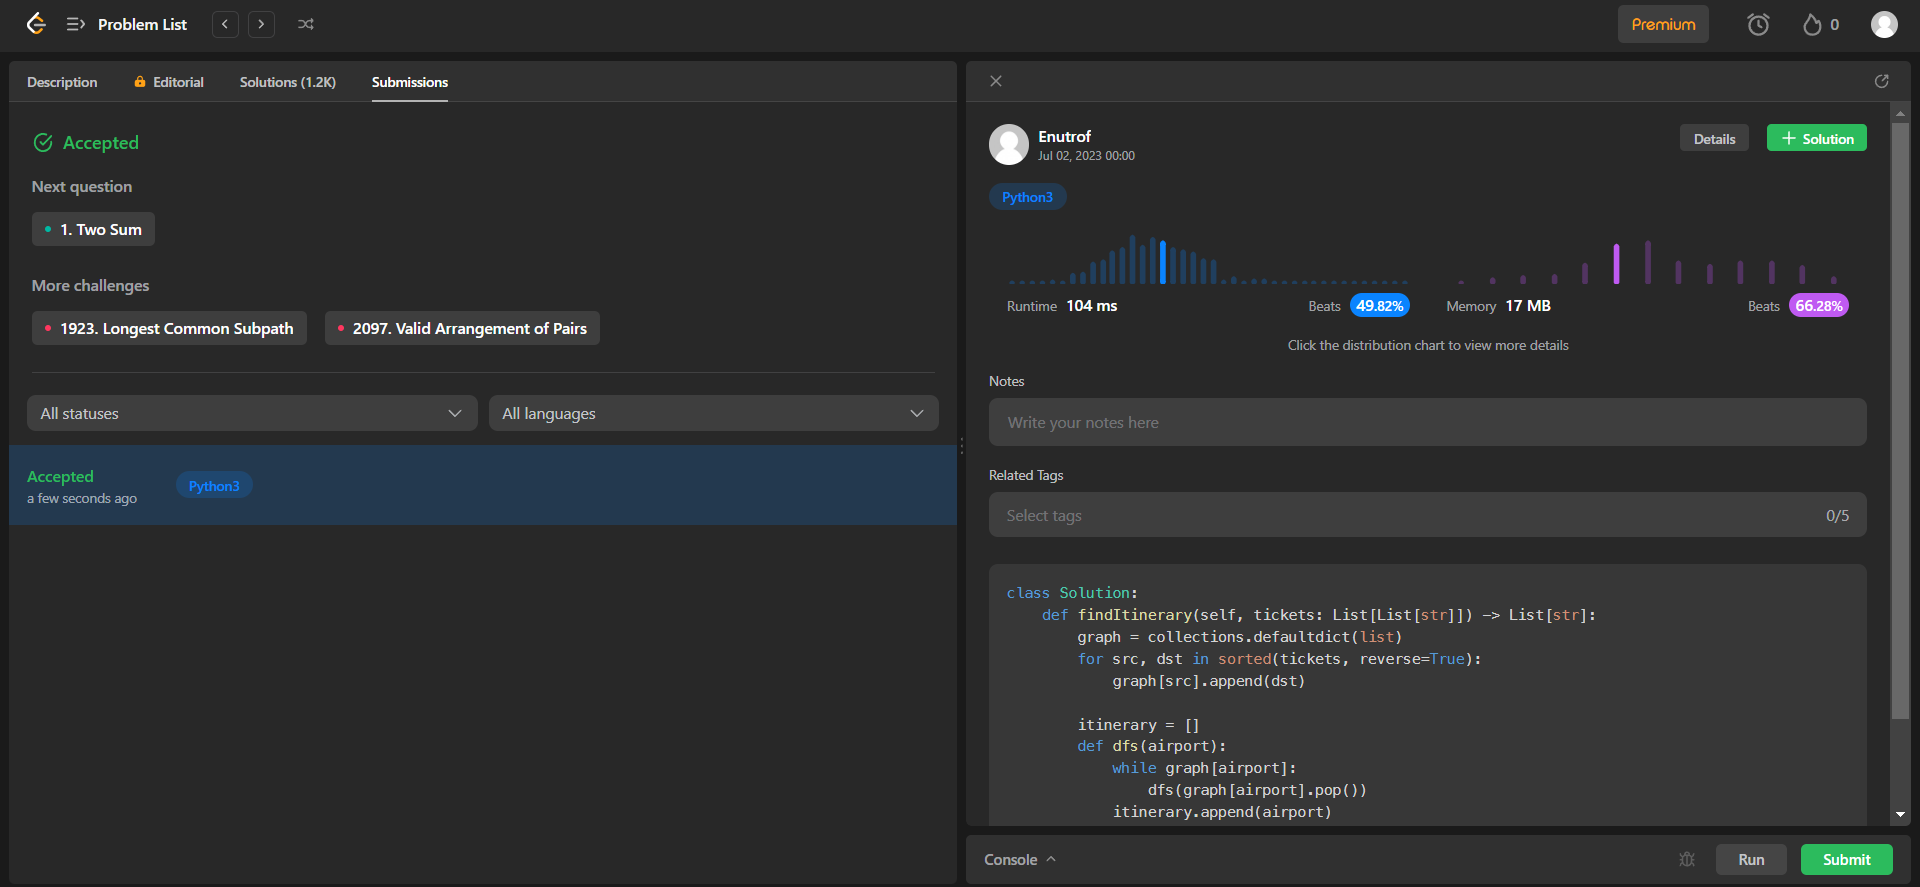 Problem List
Premium
0
Description Editorial Solutions (1.2K) Submissions
Accepted
Next question
1. Two Sum
More challenges
1923. Longest Common Subpath 2097. Valid Arrangement of Pairs
All statuses All languages
Accepted
a few seconds ago
Python3
Enutrof
Jul 02, 2023 00:00
Details
Solution
Python3
Runtime 104 ms Beats 49.82% Memory 17 MB Beats 66.28%
Click the distribution chart to view more details
Notes
Write your notes here
Related Tags
Select tags 0/5
class Solution:
    def findItinerary(self, tickets: List[List[str]]) -> List[str]:
        graph = collections.defaultdict(list)
        for src, dst in sorted(tickets, reverse=True):
            graph[src].append(dst)

        itinerary = []
        def dfs(airport):
            while graph[airport]:
                dfs(graph[airport].pop())
            itinerary.append(airport)
Console Run Submit